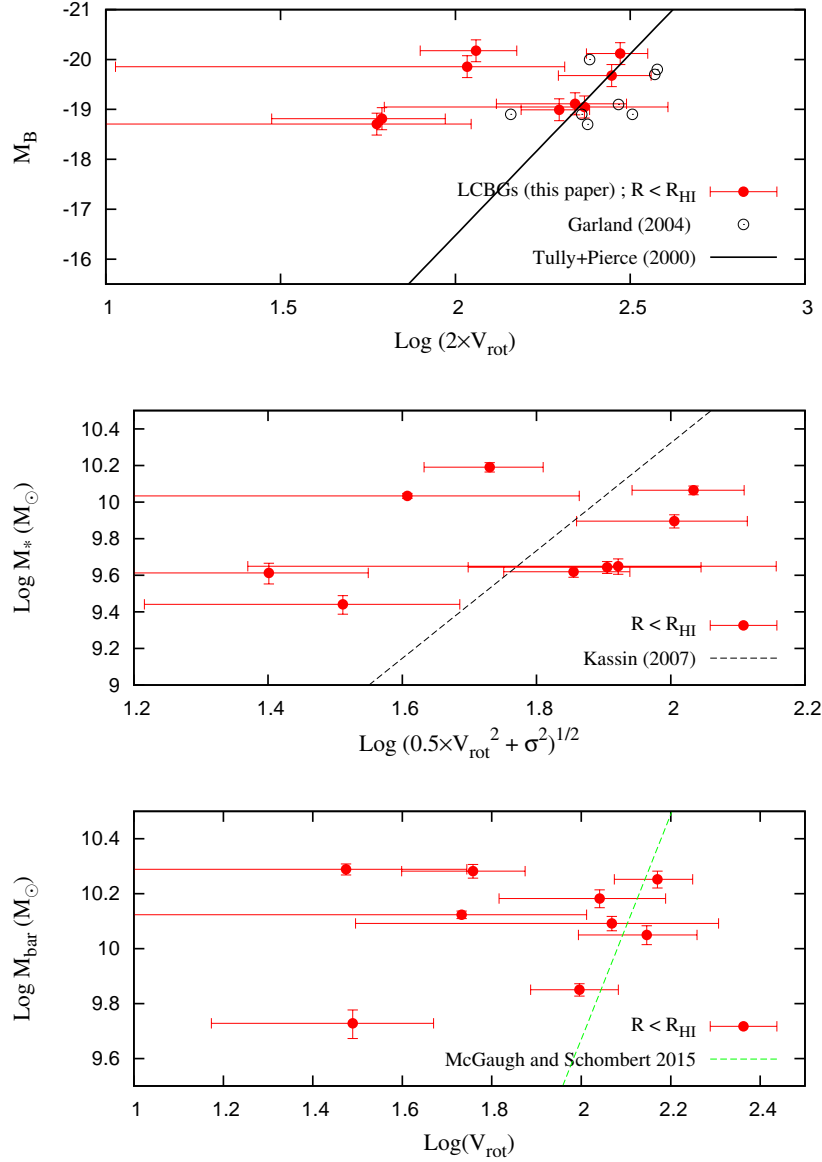 -21
-20
-19
-18
-17
-16
M_B
1
1.5
2
2.5
3
Log (2×V_rot)
LCBGs (this paper) ; R < R_HI
Garland (2004)
Tully+Pierce (2000)
10.4
10.2
10
9.8
9.6
9.4
9.2
9
Log M_* (M_⊙)
1.2
1.4
1.6
1.8
2
2.2
Log (0.5×V_rot^2 + σ^2)^1/2
R < R_HI
Kassin (2007)
10.4
10.2
10
9.8
9.6
Log M_bar (M_⊙)
1
1.2
1.4
1.6
1.8
2
2.2
2.4
Log(V_rot)
R < R_HI
McGaugh and Schombert 2015